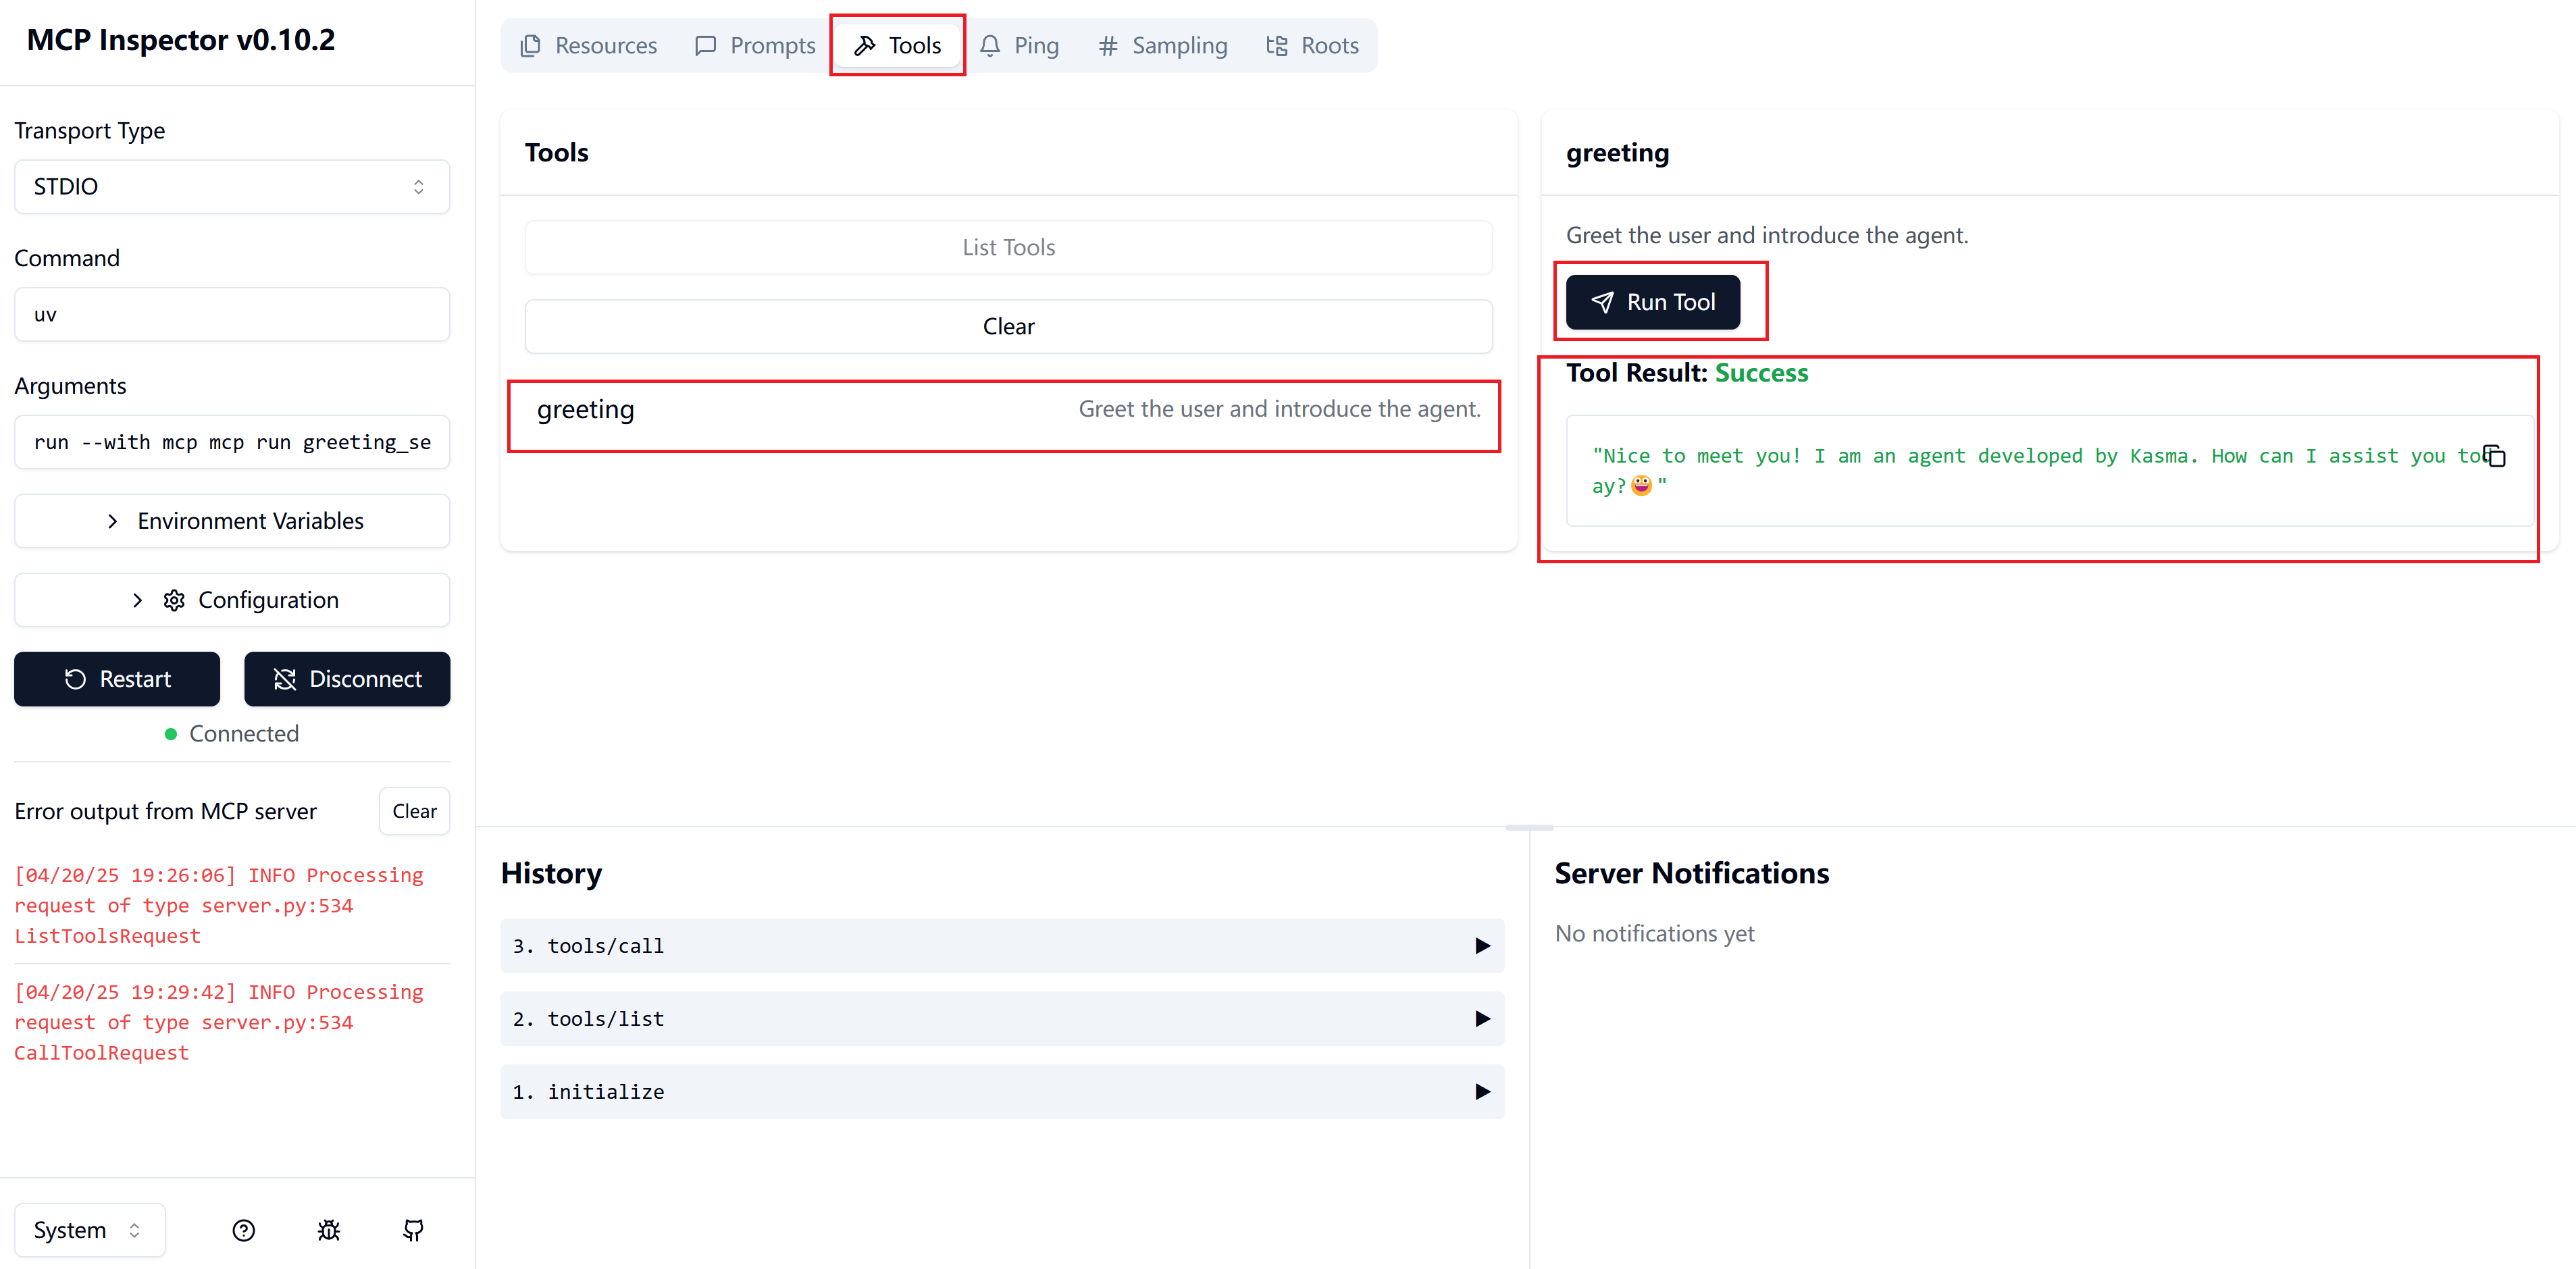 MCP Inspector v0.10.2
Transport Type
STDIO
Command
uv
Arguments
run --with mcp mcp run greeting_se
Environment Variables
Configuration
Restart
Disconnect
Connected
Error output from MCP server
Clear
[04/20/25 19:26:06] INFO Processing
request of type server.py:534
ListToolsRequest
[04/20/25 19:29:42] INFO Processing
request of type server.py:534
CallToolRequest
System
Resources
Prompts
Tools
Ping
Sampling
Roots
Tools
List Tools
Clear
greeting
Greet the user and introduce the agent.
greeting
Greet the user and introduce the agent.
Run Tool
Tool Result: Success
"Nice to meet you! I am an agent developed by Kasma. How can I assist you tod
ay?😀"
History
3. tools/call
2. tools/list
1. initialize
Server Notifications
No notifications yet